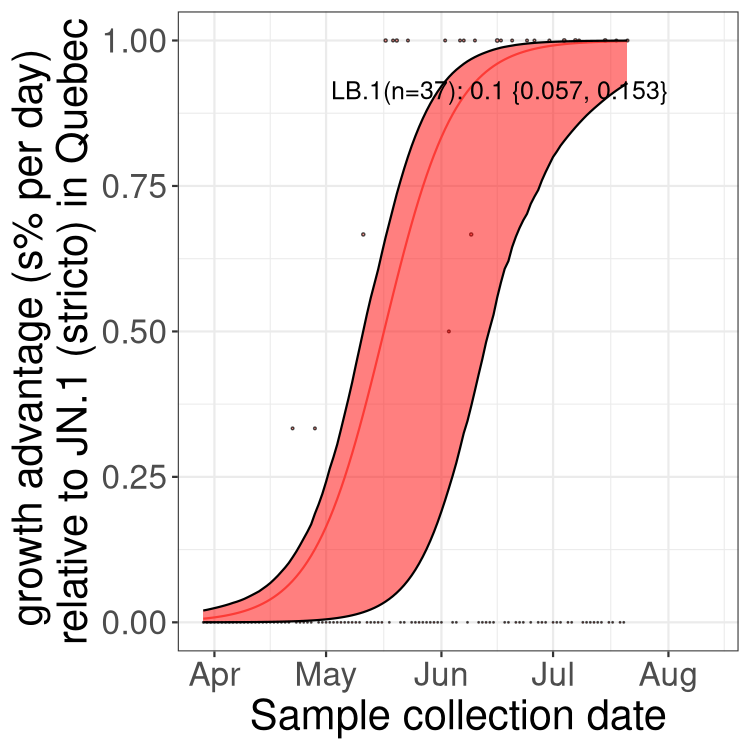 growth advantage (s% per day)
relative to JN.1 (stricto) in Quebec
1.00
0.75
0.50
0.25
0.00
LB.1(n=37): 0.1 {0.057, 0.153}
Apr May Jun Jul Aug
Sample collection date